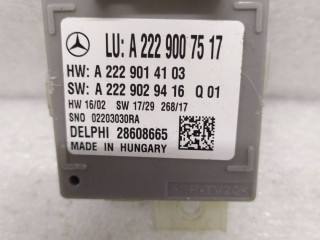 LU: A 222 900 75 17
HW: A 222 901 41 03
SW: A 222 902 94 16 Q 01
HW 16/02 SW 17/29 268/17
SNO 02203030RA
DELPHI 28608665
MADE IN HUNGARY